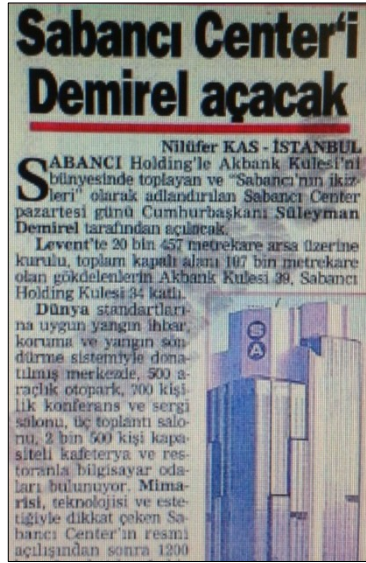 Sabancı Center'i
Demirel açacak
Nilüfer KAS - İSTANBUL
SABANCI Holding'le Akbank Kulesi'ni
bünyesinde toplayan ve "Sabancı'nın ikiz-
leri" olarak adlandırılan Sabancı Center
pazartesi günü Cumhurbaşkanı Süleyman
Demirel tarafından açılacak.
Levent'te 20 bin 457 metrekare arsa üzerine
kurulu, toplam kapalı alanı 107 bin metrekare
olan gökdelenlerin Akbank Kulesi 39, Sabancı
Holding Kulesi 34 katlı.
Dünya standartları-
na uygun yangın ihbar,
koruma ve yangın sön-
dürme sistemiyle dona-
tılmış merkezde, 500 a-
raçlık otopark, 700 kişi-
lik konferans ve sergi
salonu, üç toplantı salo-
nu, 2 bin 500 kişi kapa-
siteli kafeterya ve res-
toranla bilgisayar oda-
ları bulunuyor. Mima-
risi, teknolojisi ve este-
tiğiyle dikkat çeken Sa-
bancı Center'ın resmi
açılışından sonra 1200
SA